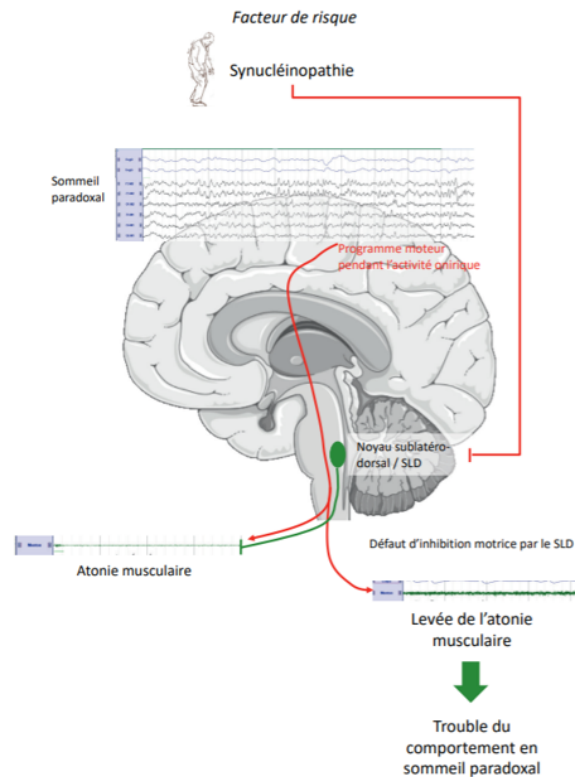 Facteur de risque
Synucléinopathie
Sommeil
paradoxal
Programme moteur
pendant l'activité onirique
Noyau sublatéro-
dorsal / SLD
Défaut d'inhibition motrice par le SLD
Atonie musculaire
Levée de l'atonie
musculaire
Trouble du
comportement en
sommeil paradoxal